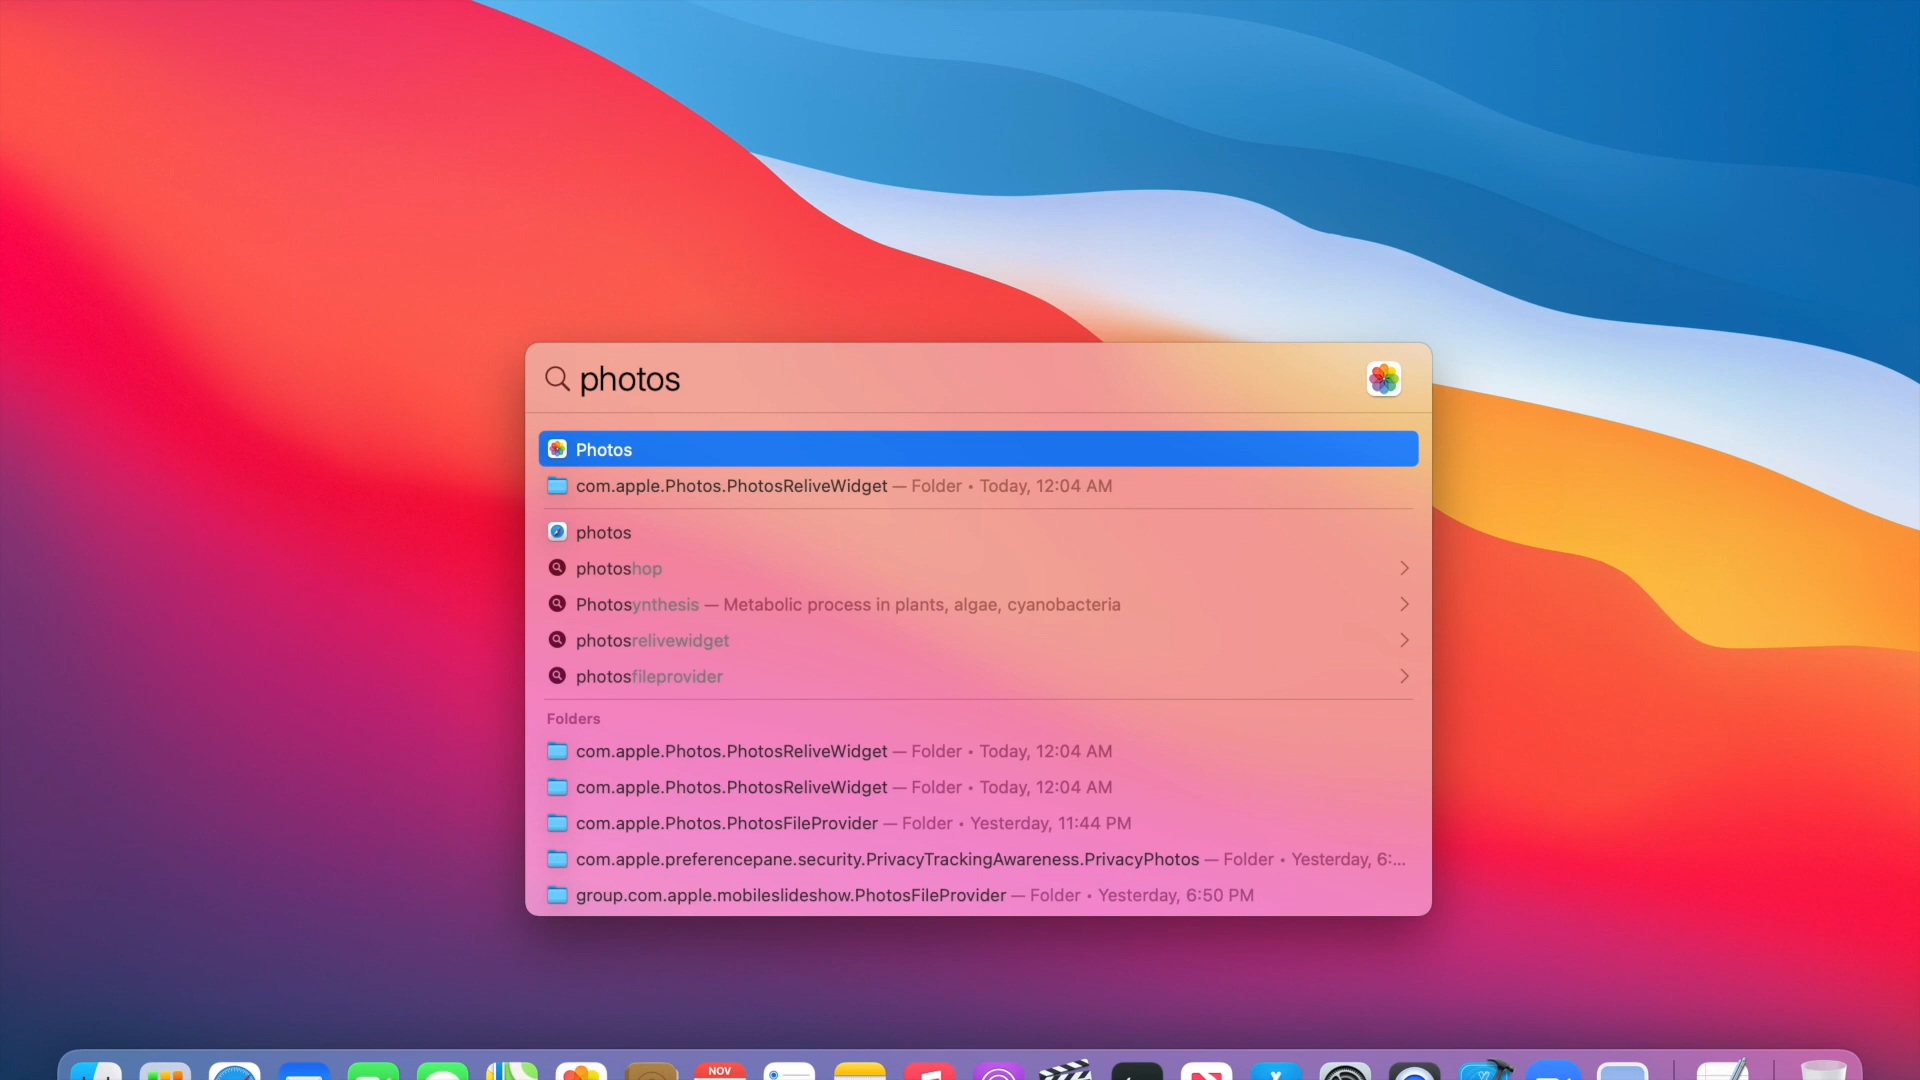 photos
Photos
com.apple.Photos.PhotosReliveWidget — Folder • Today, 12:04 AM
photos
photoshop
Photosynthesis — Metabolic process in plants, algae, cyanobacteria
photosrelivewidget
photosfileprovider
Folders
com.apple.Photos.PhotosReliveWidget — Folder • Today, 12:04 AM
com.apple.Photos.PhotosReliveWidget — Folder • Today, 12:04 AM
com.apple.Photos.PhotosFileProvider — Folder • Yesterday, 11:44 PM
com.apple.preferencepane.security.PrivacyTrackingAwareness.PrivacyPhotos — Folder • Yesterday, 6:...
group.com.apple.mobileslideshow.PhotosFileProvider — Folder • Yesterday, 6:50 PM
NOV